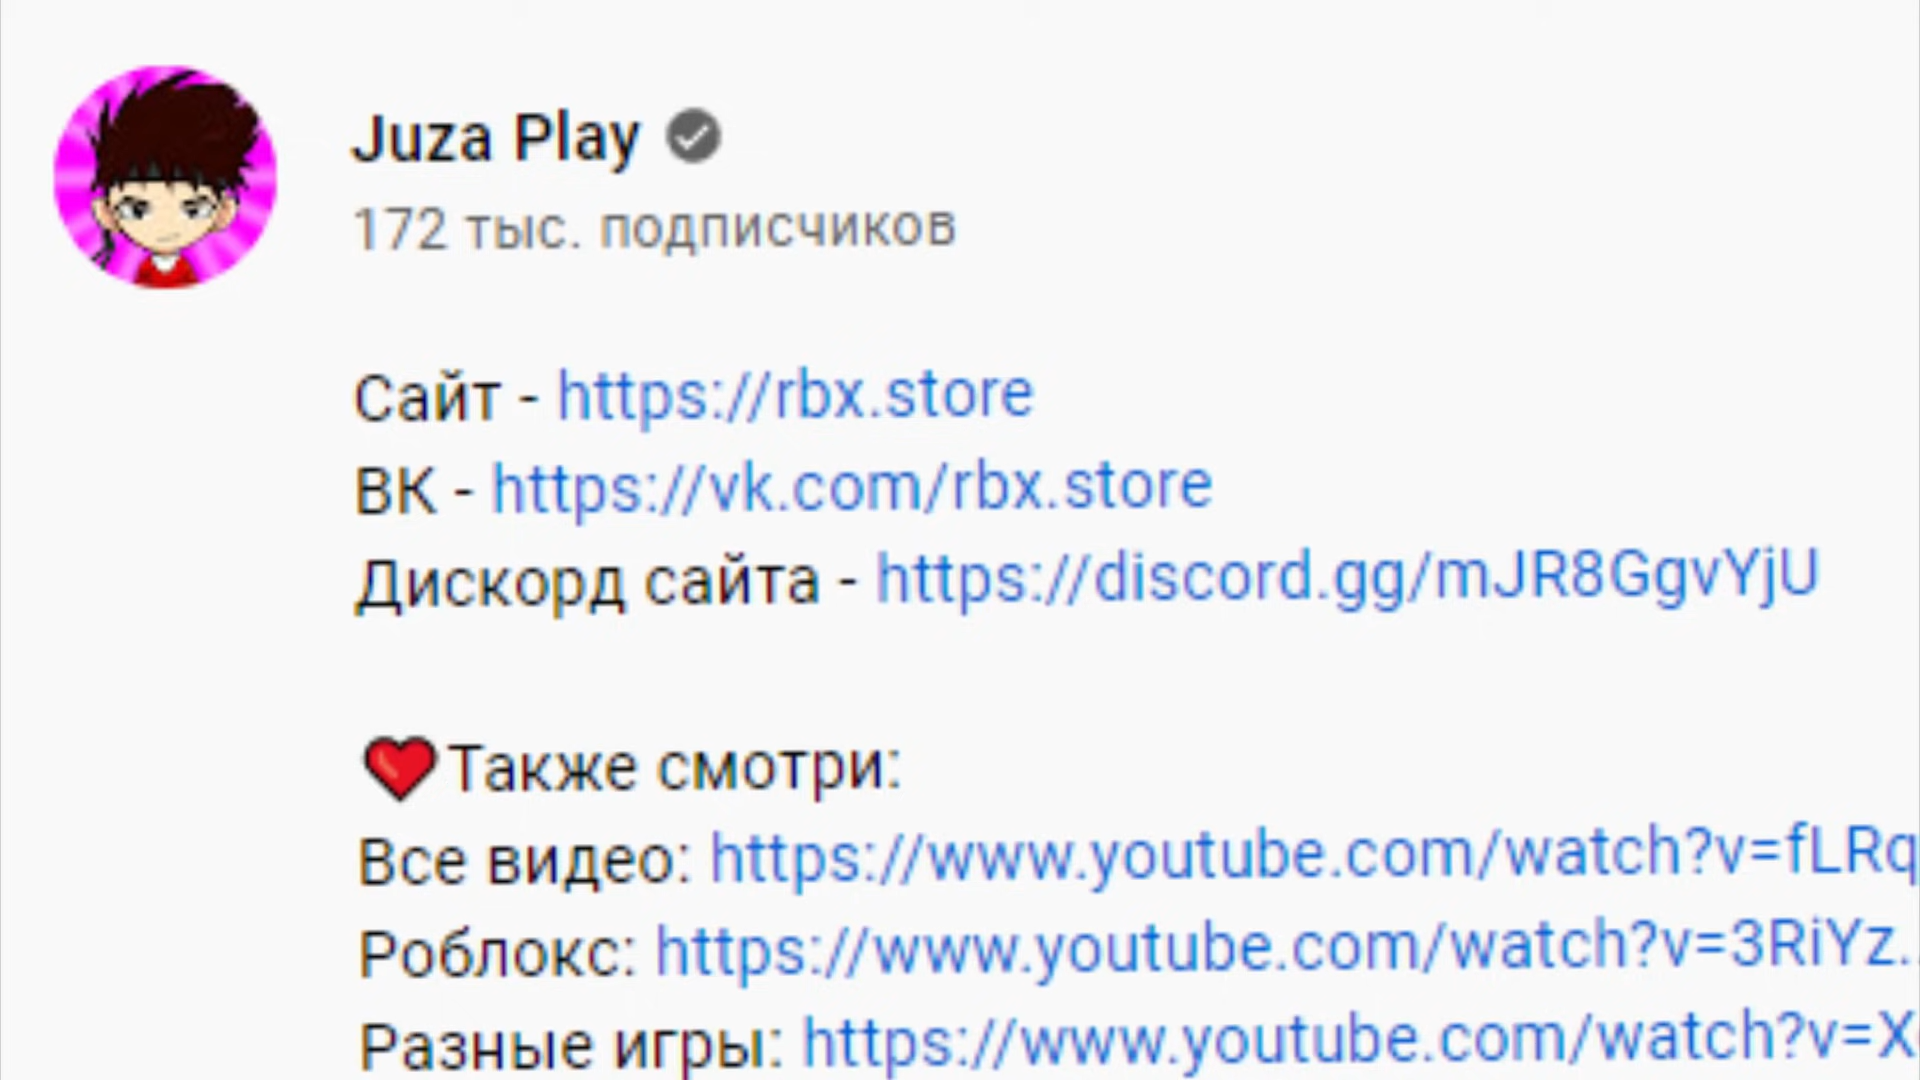 Juza Play
172 тыс. подписчиков
Сайт - https://rbx.store
ВК - https://vk.com/rbx.store
Дискорд сайта - https://discord.gg/mJR8GgvYjU
❤️Также смотри:
Все видео: https://www.youtube.com/watch?v=fLRq
Роблокс: https://www.youtube.com/watch?v=3RiYz..
Разные игры: https://www.youtube.com/watch?v=X